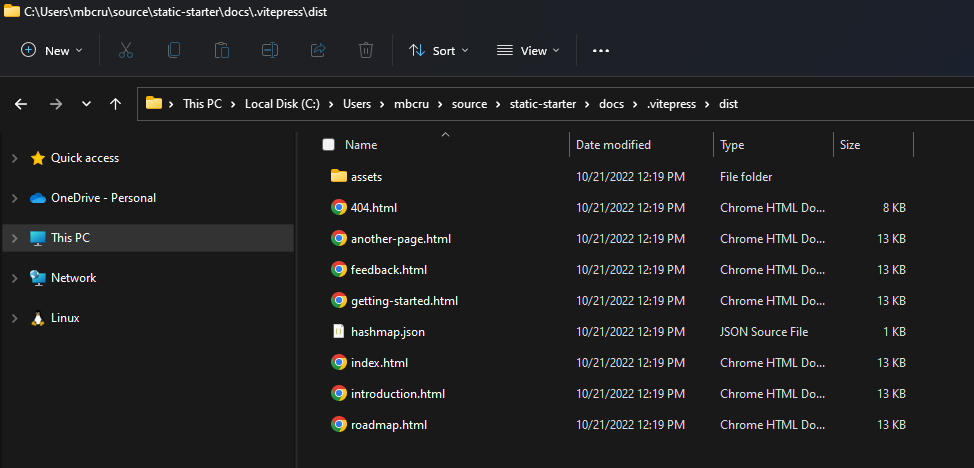 C:\Users\mbcru\source\static-starter\docs\.vitepress\dist
New Sort View
This PC Local Disk (C:) Users mbcru source static-starter docs .vitepress dist
Quick access
OneDrive - Personal
This PC
Network
Linux
Name Date modified Type Size
assets 10/21/2022 12:19 PM File folder
404.html 10/21/2022 12:19 PM Chrome HTML Do... 8 KB
another-page.html 10/21/2022 12:19 PM Chrome HTML Do... 13 KB
feedback.html 10/21/2022 12:19 PM Chrome HTML Do... 13 KB
getting-started.html 10/21/2022 12:19 PM Chrome HTML Do... 13 KB
hashmap.json 10/21/2022 12:19 PM JSON Source File 1 KB
index.html 10/21/2022 12:19 PM Chrome HTML Do... 13 KB
introduction.html 10/21/2022 12:19 PM Chrome HTML Do... 13 KB
roadmap.html 10/21/2022 12:19 PM Chrome HTML Do... 13 KB